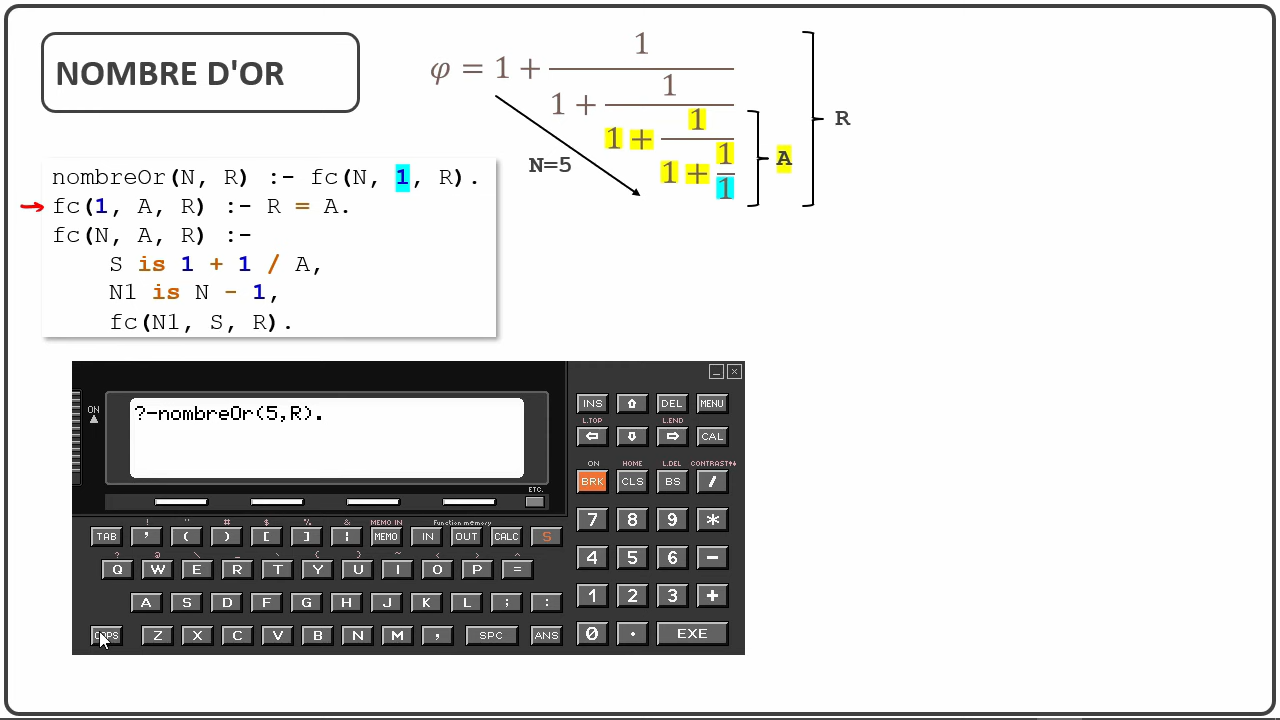 NOMBRE D'OR
φ = 1 + 1
1 + 1
1 + 1
1 + 1
1
N=5
A
R
nombreOr(N, R) :- fc(N, 1, R).
fc(1, A, R) :- R = A.
fc(N, A, R) :-
S is 1 + 1 / A,
N1 is N - 1,
fc(N1, S, R).
ON
?-nombreOr(5,R).
ETC.
INS DEL MENU
L.TOP L.END
CAL
ON HOME L.DEL CONTRAST
BRK CLS BS /
7 8 9 *
4 5 6 -
1 2 3 +
0 . EXE
! " # $ % & MEMO IN Function memory
TAB ' ( ) [ ] | MEMO IN OUT CALC S
? @ \ _ ` { } ~ < > ^
Q W E R T Y U I O P =
A S D F G H J K L ; :
CAPS Z X C V B N M , SPC ANS